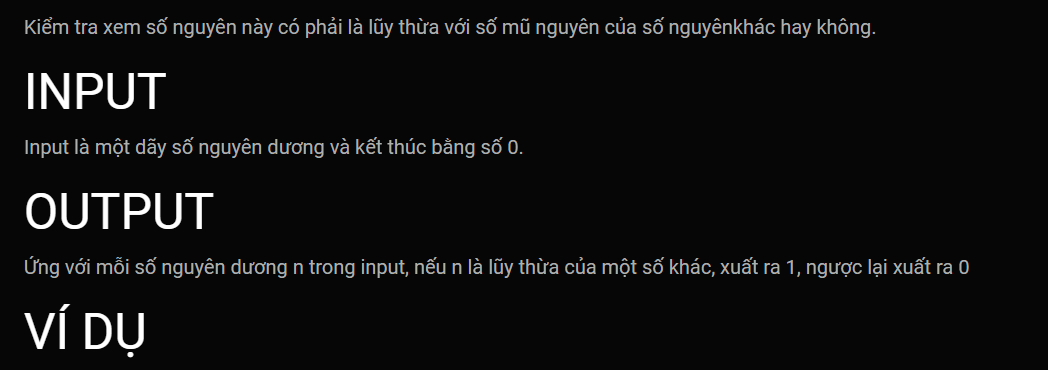 Kiểm tra xem số nguyên này có phải là lũy thừa với số mũ nguyên của số nguyênkhác hay không.
INPUT
Input là một dãy số nguyên dương và kết thúc bằng số 0.
OUTPUT
Ứng với mỗi số nguyên dương n trong input, nếu n là lũy thừa của một số khác, xuất ra 1, ngược lại xuất ra 0
VÍ DỤ